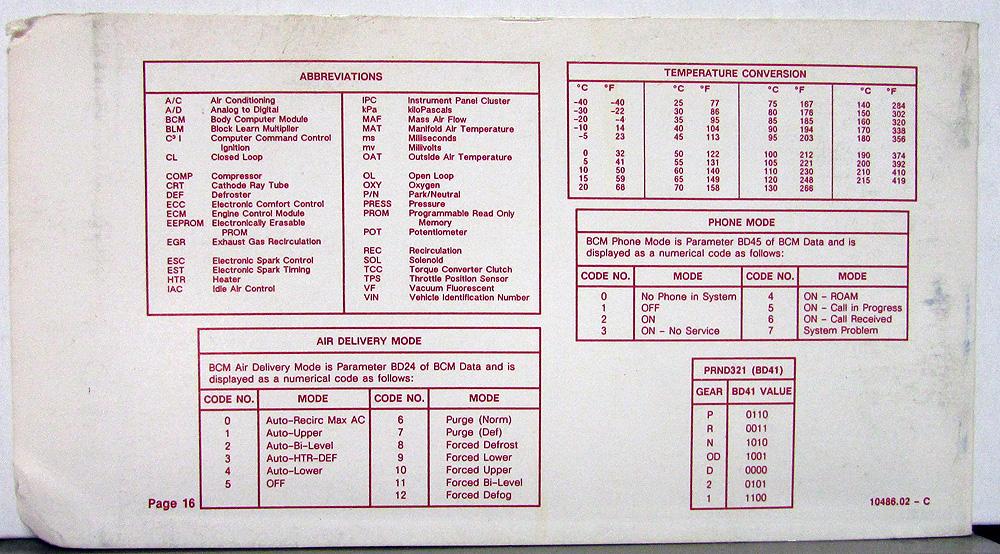 ABBREVIATIONS
A/C Air Conditioning
A/D Analog to Digital
BCM Body Computer Module
BLM Block Learn Multiplier
C³ I Computer Command Control
Ignition
CL Closed Loop
COMP Compressor
CRT Cathode Ray Tube
DEF Defroster
ECC Electronic Comfort Control
ECM Engine Control Module
EEPROM Electronically Erasable
PROM
EGR Exhaust Gas Recirculation
ESC Electronic Spark Control
EST Electronic Spark Timing
HTR Heater
IAC Idle Air Control
IPC Instrument Panel Cluster
kPa kiloPascals
MAF Mass Air Flow
MAT Manifold Air Temperature
ms Milliseconds
mv Millivolts
OAT Outside Air Temperature
OL Open Loop
OXY Oxygen
P/N Park/Neutral
PRESS Pressure
PROM Programmable Read Only
Memory
POT Potentiometer
REC Recirculation
SOL Solenoid
TCC Torque Converter Clutch
TPS Throttle Position Sensor
VF Vacuum Fluorescent
VIN Vehicle Identification Number
TEMPERATURE CONVERSION
°C °F °C °F °C °F °C °F
-40 -40 25 77 75 167 140 284
-30 -22 30 86 80 176 150 302
-20 -4 35 95 85 185 160 320
-10 14 40 104 90 194 170 338
-5 23 45 113 95 203 180 356
0 32 50 122 100 212 190 374
5 41 55 131 105 221 200 392
10 50 60 140 110 230 210 410
15 59 65 149 120 248 215 419
20 68 70 158 130 266
PHONE MODE
BCM Phone Mode is Parameter BD45 of BCM Data and is
displayed as a numerical code as follows:
CODE NO. MODE CODE NO. MODE
0 No Phone in System 4 ON - ROAM
1 OFF 5 ON - Call in Progress
2 ON 6 ON - Call Received
3 ON - No Service 7 System Problem
AIR DELIVERY MODE
BCM Air Delivery Mode is Parameter BD24 of BCM Data and is
displayed as a numerical code as follows:
CODE NO. MODE CODE NO. MODE
0 Auto-Recirc Max AC 6 Purge (Norm)
1 Auto-Upper 7 Purge (Def)
2 Auto-Bi-Level 8 Forced Defrost
3 Auto-HTR-DEF 9 Forced Lower
4 Auto-Lower 10 Forced Upper
5 OFF 11 Forced Bi-Level
12 Forced Defog
PRND321 (BD41)
GEAR BD41 VALUE
P 0110
R 0011
N 1010
OD 1001
D 0000
2 0101
1 1100
Page 16
10486.02 - C